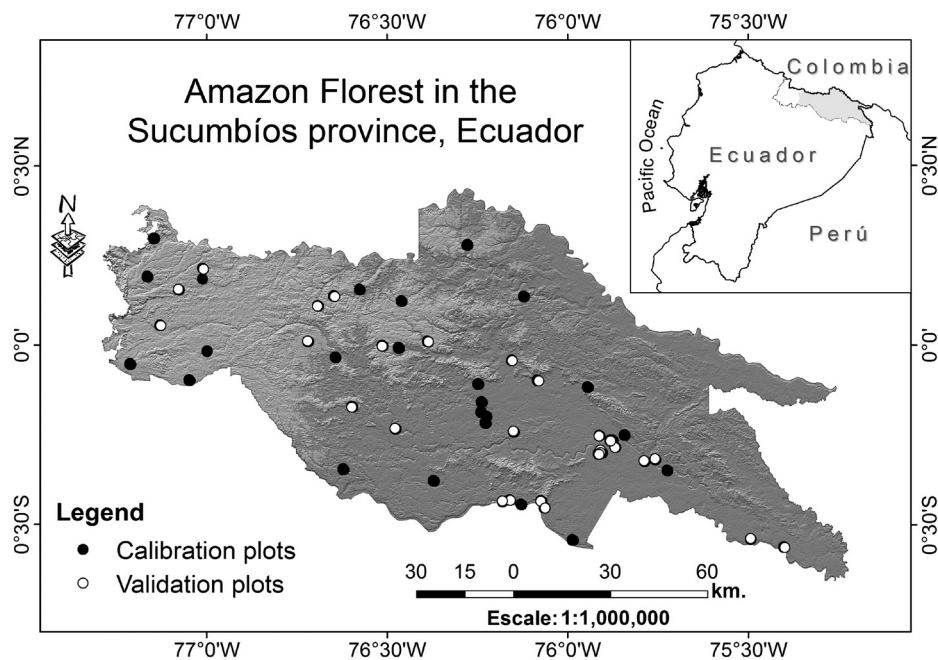 77°0'W 76°30'W 76°0'W 75°30'W
Amazon Florest in the
Sucumbíos province, Ecuador
Colombia
Pacific Ocean
Ecuador
Perú
0°30'N 0°30'N
N
0°0' 0°0'
0°30'S 0°30'S
Legend
Calibration plots
Validation plots
30 15 0 30 60
km.
Escale: 1:1,000,000
77°0'W 76°30'W 76°0'W 75°30'W